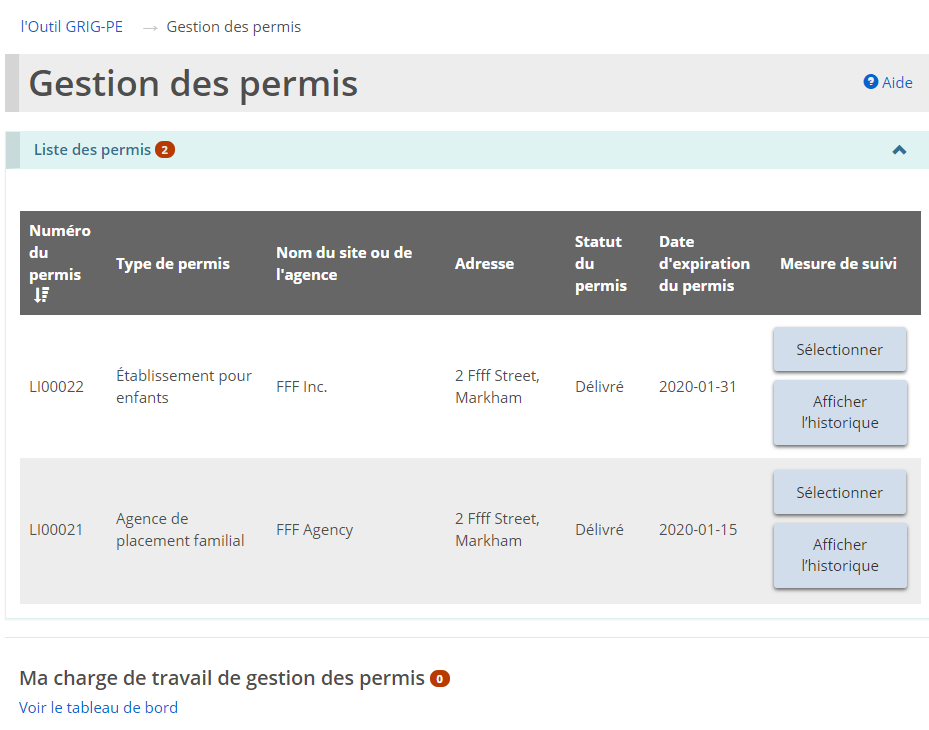 l'Outil GRIG-PE → Gestion des permis
Gestion des permis
Aide
Liste des permis 2
Numéro du permis
Type de permis
Nom du site ou de l'agence
Adresse
Statut du permis
Date d'expiration du permis
Mesure de suivi
LI00022
Établissement pour enfants
FFF Inc.
2 Ffff Street, Markham
Délivré
2020-01-31
Sélectionner
Afficher l’historique
LI00021
Agence de placement familial
FFF Agency
2 Ffff Street, Markham
Délivré
2020-01-15
Sélectionner
Afficher l’historique
Ma charge de travail de gestion des permis 0
Voir le tableau de bord